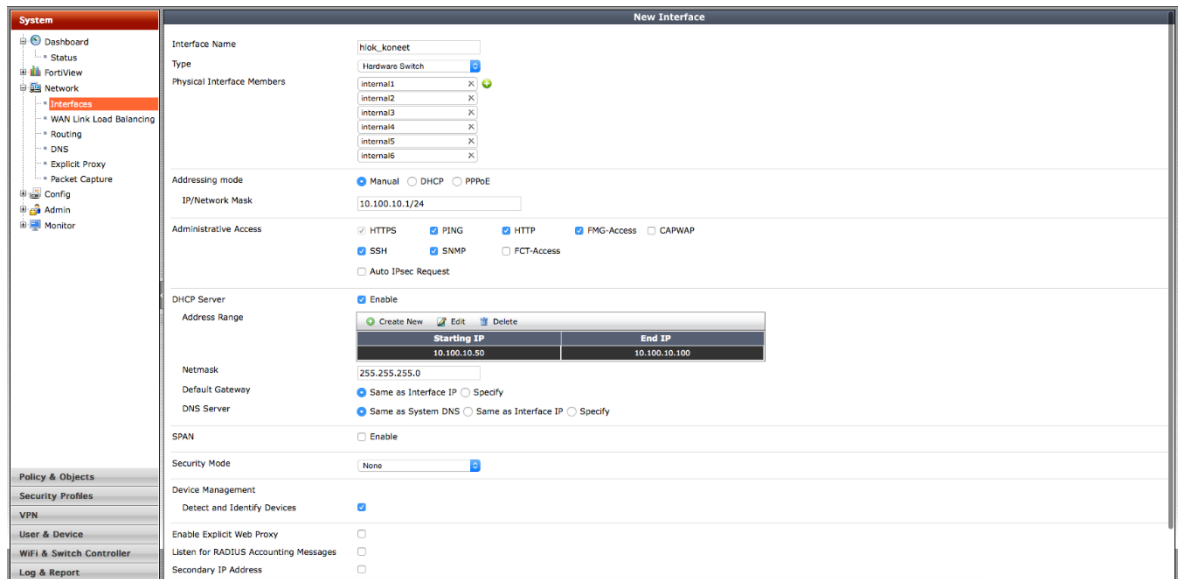 System
New Interface
Dashboard
Status
FortiView
Network
Interfaces
WAN Link Load Balancing
Routing
DNS
Explicit Proxy
Packet Capture
Config
Admin
Monitor
Policy & Objects
Security Profiles
VPN
User & Device
WiFi & Switch Controller
Log & Report
Interface Name hlok_koneet
Type Hardware Switch
Physical Interface Members internal1
internal2
internal3
internal4
internal5
internal6
Addressing mode Manual DHCP PPPoE
IP/Network Mask 10.100.10.1/24
Administrative Access HTTPS PING HTTP FMG-Access CAPWAP
SSH SNMP FCT-Access
Auto IPsec Request
DHCP Server Enable
Address Range Create New Edit Delete
Starting IP End IP
10.100.10.50 10.100.10.100
Netmask 255.255.255.0
Default Gateway Same as Interface IP Specify
DNS Server Same as System DNS Same as Interface IP Specify
SPAN Enable
Security Mode None
Device Management
Detect and Identify Devices
Enable Explicit Web Proxy
Listen for RADIUS Accounting Messages
Secondary IP Address